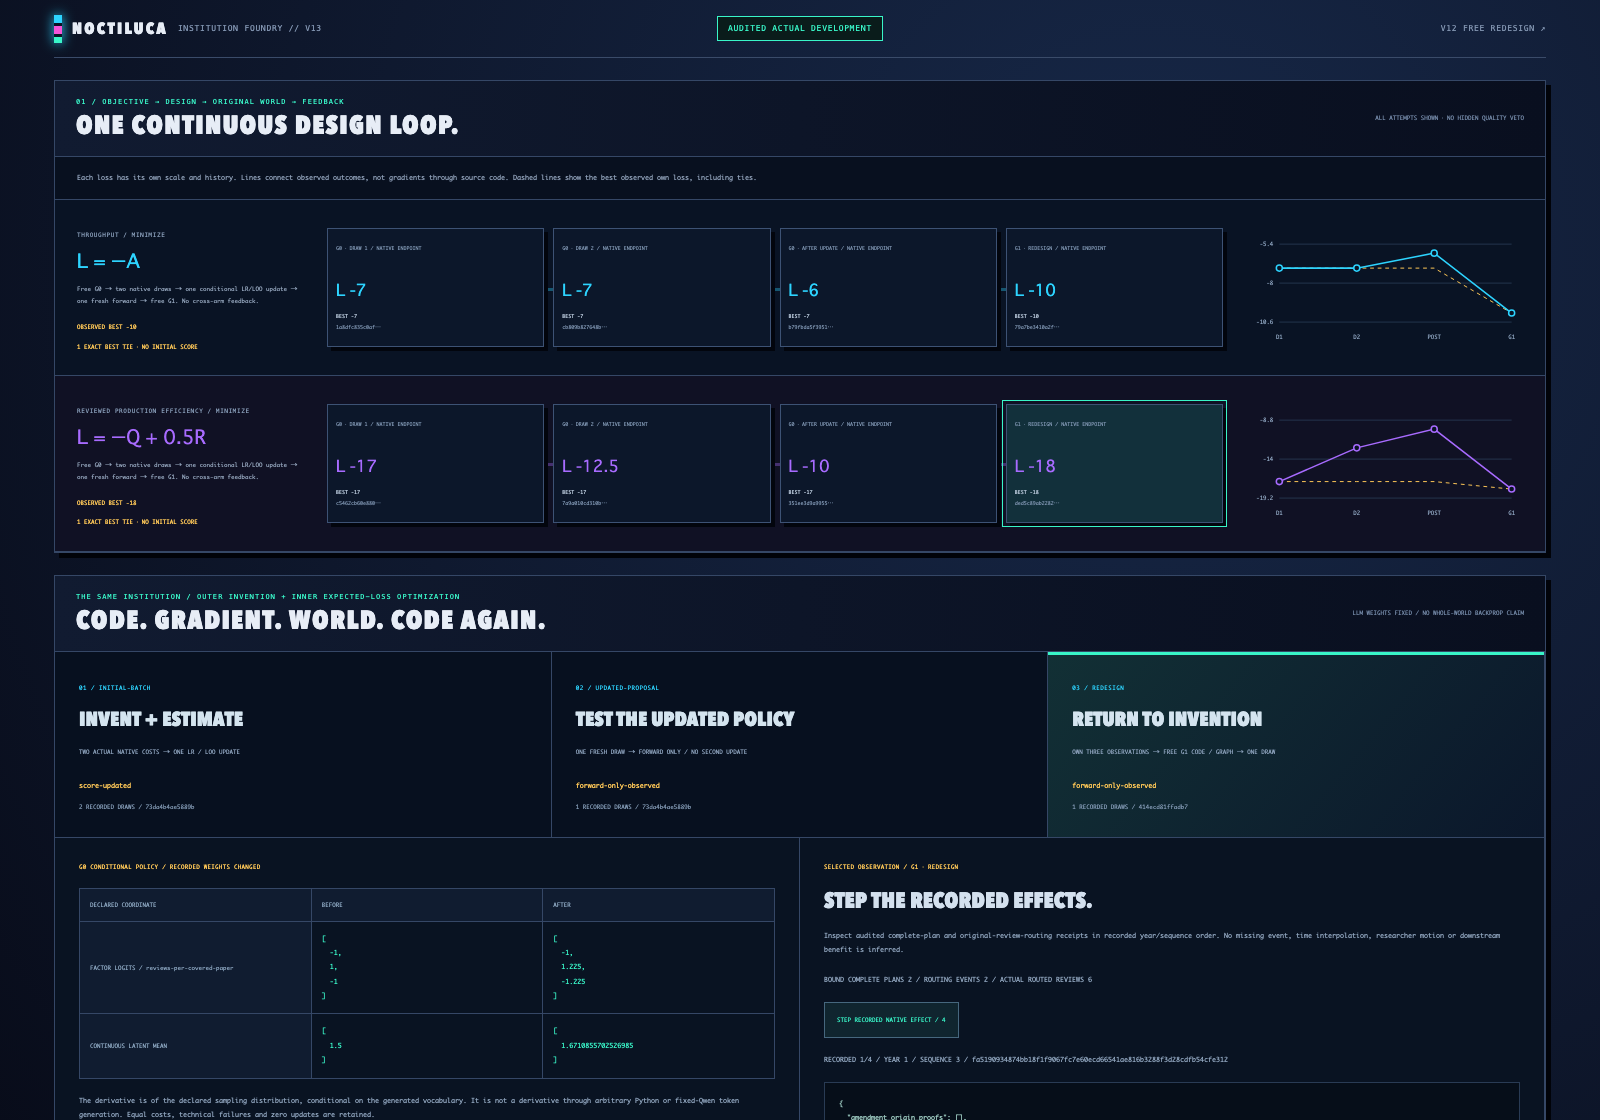 NOCTILUCA INSTITUTION FOUNDRY // V13
AUDITED ACTUAL DEVELOPMENT
V12 FREE REDESIGN ↗
01 / OBJECTIVE → DESIGN → ORIGINAL WORLD → FEEDBACK
ONE CONTINUOUS DESIGN LOOP.
ALL ATTEMPTS SHOWN · NO HIDDEN QUALITY VETO
Each loss has its own scale and history. Lines connect observed outcomes, not gradients through source code. Dashed lines show the best observed own loss, including ties.
THROUGHPUT / MINIMIZE
L = −A
Free G0 → two native draws → one conditional LR/LOO update →
one fresh forward → free G1. No cross-arm feedback.
OBSERVED BEST -10
1 EXACT BEST TIE · NO INITIAL SCORE
G0 · DRAW 1 / NATIVE ENDPOINT
L -7
BEST -7
G0 · DRAW 2 / NATIVE ENDPOINT
L -7
BEST -7
G0 · AFTER UPDATE / NATIVE ENDPOINT
L -6
BEST -7
G1 · REDESIGN / NATIVE ENDPOINT
L -10
BEST -10
-5.4
-8
-10.6
D1 D2 POST G1
REVIEWED PRODUCTION EFFICIENCY / MINIMIZE
L = −Q + 0.5R
Free G0 → two native draws → one conditional LR/LOO update →
one fresh forward → free G1. No cross-arm feedback.
OBSERVED BEST -18
1 EXACT BEST TIE · NO INITIAL SCORE
G0 · DRAW 1 / NATIVE ENDPOINT
L -17
BEST -17
G0 · DRAW 2 / NATIVE ENDPOINT
L -12.5
BEST -17
G0 · AFTER UPDATE / NATIVE ENDPOINT
L -10
BEST -17
G1 · REDESIGN / NATIVE ENDPOINT
L -18
BEST -18
-8.8
-14
-19.2
D1 D2 POST G1
THE SAME INSTITUTION / OUTER INVENTION + INNER EXPECTED-LOSS OPTIMIZATION
CODE. GRADIENT. WORLD. CODE AGAIN.
LLM WEIGHTS FIXED / NO WHOLE-WORLD BACKPROP CLAIM
01 / INITIAL-BATCH
INVENT + ESTIMATE
TWO ACTUAL NATIVE COSTS → ONE LR / LOO UPDATE
score-updated
2 RECORDED DRAWS / 73da4b4ae5889b
02 / UPDATED-PROPOSAL
TEST THE UPDATED POLICY
ONE FRESH DRAW → FORWARD ONLY / NO SECOND UPDATE
forward-only-observed
1 RECORDED DRAWS / 73da4b4ae5889b
03 / REDESIGN
RETURN TO INVENTION
OWN THREE OBSERVATIONS → FREE G1 CODE / GRAPH → ONE DRAW
forward-only-observed
1 RECORDED DRAWS / 414ecd81ffadb7
G0 CONDITIONAL POLICY / RECORDED WEIGHTS CHANGED
DECLARED COORDINATE BEFORE AFTER
FACTOR LOGITS / reviews-per-covered-paper
[
-1,
1,
-1
]
[
-1,
1.225,
-1.225
]
CONTINUOUS LATENT MEAN
[
1.5
]
[
1.6710855702526985
]
The derivative is of the declared sampling distribution, conditional on the generated vocabulary. It is not a derivative through arbitrary Python or fixed-Qwen token
generation. Equal costs, technical failures and zero updates are retained.
SELECTED OBSERVATION / G1 · REDESIGN
STEP THE RECORDED EFFECTS.
Inspect audited complete-plan and original-review-routing receipts in recorded year/sequence order. No missing event, time interpolation, researcher motion or downstream
benefit is inferred.
BOUND COMPLETE PLANS 2 / ROUTING EVENTS 2 / ACTUAL ROUTED REVIEWS 6
STEP RECORDED NATIVE EFFECT / 4
RECORDED 1/4 / YEAR 1 / SEQUENCE 3 / fa5190934874bb18f1f9067fc7e60ecd66541ae816b3288f3d28cdfb54cfe312
{
"amendment_origin_proofs": [],